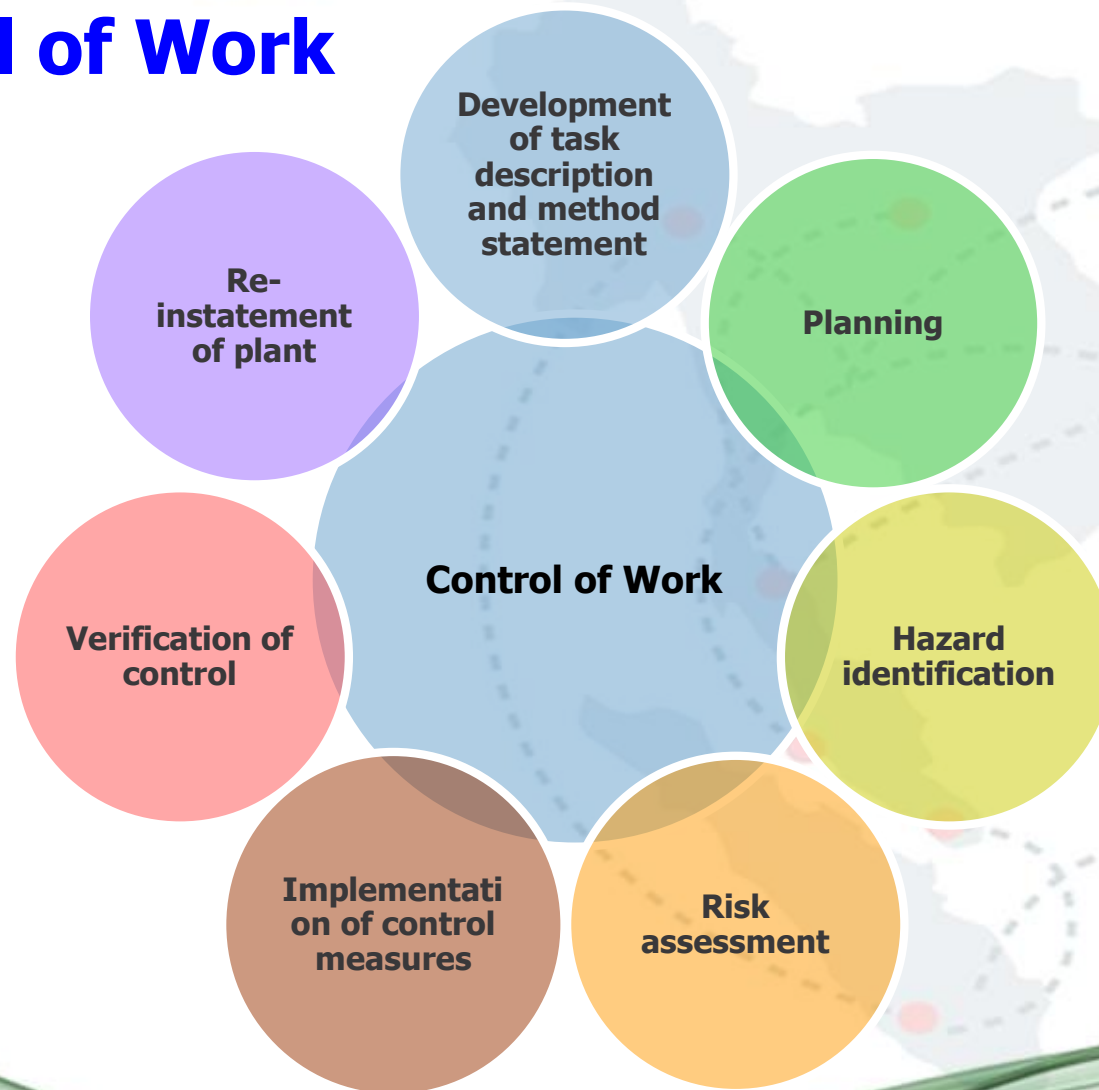 l of Work
Development
of task
description
and method
statement
Planning
Hazard
identification
Risk
assessment
Implementati
on of control
measures
Verification of
control
Re-
instatement
of plant
Control of Work